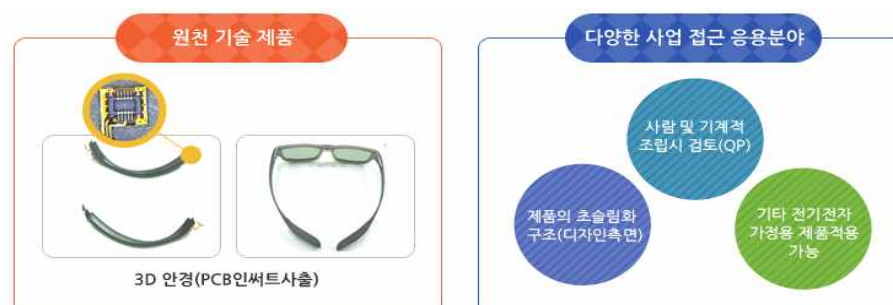 원천 기술 제품
3D 안경(PCB인써트사출)
다양한 사업 접근 응용분야
사람 및 기계적
조립시 검토(QP)
제품의 초슬림화
구조(디자인측면)
기타 전기전자
가정용 제품적용
가능